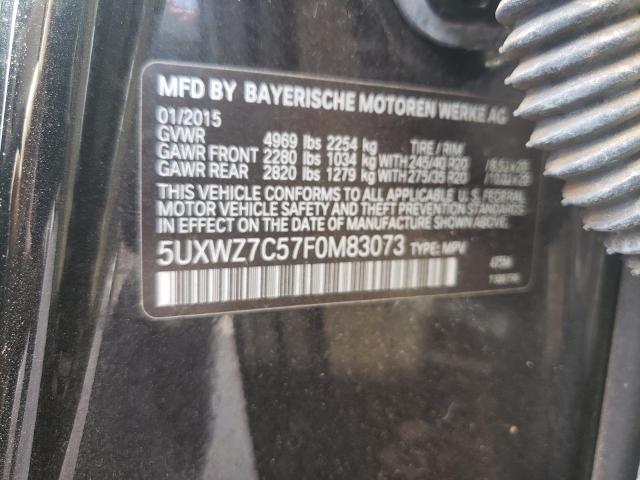 MFD BY BAYERISCHE MOTOREN WERKE AG
01/2015
GVWR 4969 lbs 2254 kg TIRE / RIM
GAWR FRONT 2280 lbs 1034 kg WITH 245/40 R20
GAWR REAR 2820 lbs 1279 kg WITH 275/35 R20
THIS VEHICLE CONFORMS TO ALL APPLICABLE U. S. FEDERAL
MOTOR VEHICLE SAFETY AND THEFT PREVENTION STANDARDS
IN EFFECT ON THE DATE OF MANUFACTURE SHOWN ABOVE.
5UXWZ7C57F0M83073 TYPE: MPV